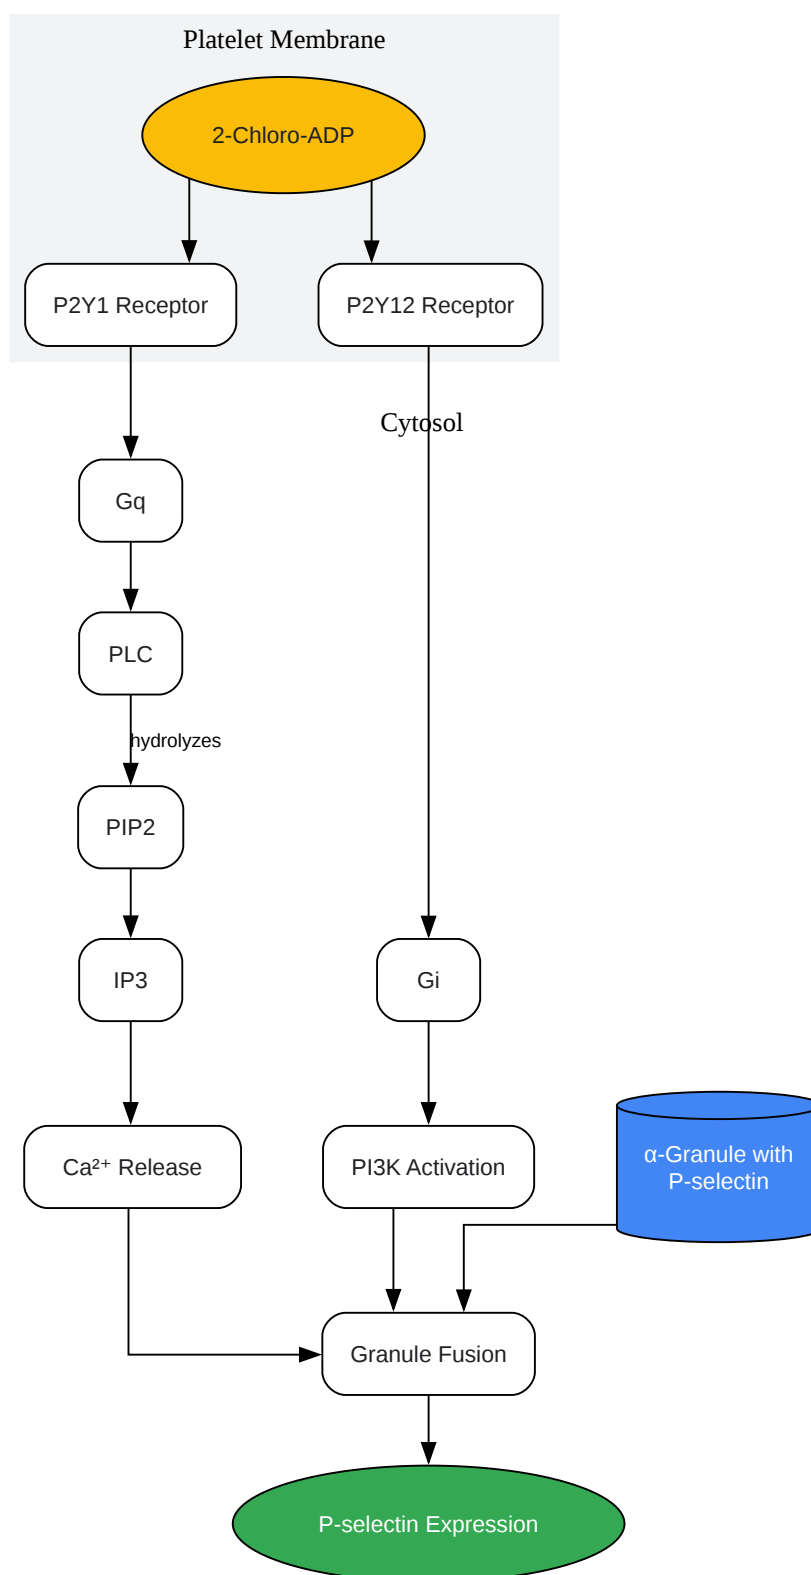 Platelet Membrane
2-Chloro-ADP
P2Y1 Receptor
P2Y12 Receptor
Cytosol
Gq
PLC
hydrolyzes
PIP2
IP3
Gi
Ca²⁺ Release
PI3K Activation
α-Granule with
P-selectin
Granule Fusion
P-selectin Expression